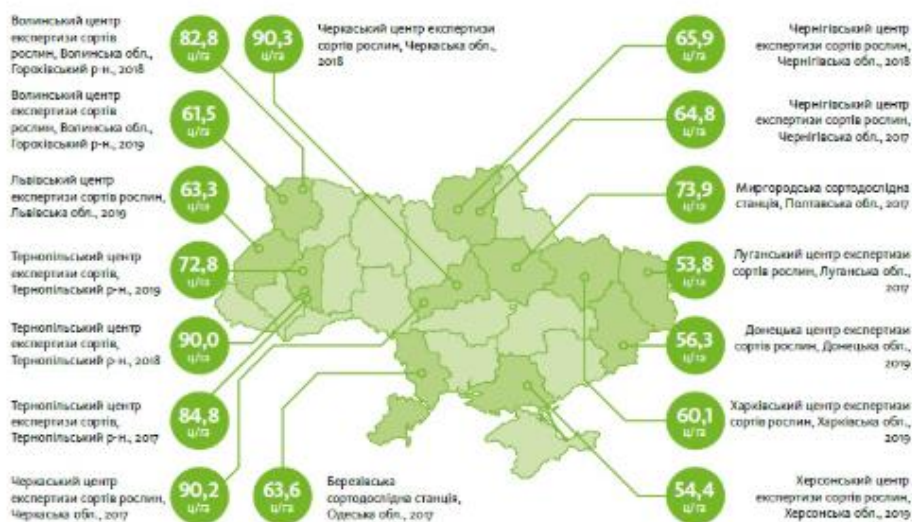 Волинський центр
експертизи сортів
рослин, Волинська обл.,
Горохівський р-н., 2018
82,8
ц/га
90,3
ц/га
Черкаський центр експертизи
сортів рослин, Черкаська обл.,
2018
65,9
ц/га
Чернігівський центр
експертизи сортів рослин,
Чернігівська обл., 2018
Волинський центр
експертизи сортів
рослин, Волинська обл.,
Горохівський р-н., 2019
61,5
ц/га
64,8
ц/га
Чернігівський центр
експертизи сортів рослин,
Чернігівська обл., 2017
Львівський центр
експертизи сортів рослин,
Львівська обл., 2019
63,3
ц/га
73,9
ц/га
Миргородська сортодослідна
станція, Полтавська обл., 2017
Тернопільський центр
експертизи сортів,
Тернопільський р-н., 2019
72,8
ц/га
53,8
ц/га
Луганський центр експертизи
сортів рослин, Луганська обл.,
2017
Тернопільський центр
експертизи сортів,
Тернопільський р-н., 2018
90,0
ц/га
56,3
ц/га
Донецька центр експертизи
сортів рослин, Донецька обл.,
2019
Тернопільський центр
експертизи сортів,
Тернопільський р-н., 2017
84,8
ц/га
60,1
ц/га
Харківський центр експертизи
сортів рослин, Харківська обл.,
2019
Черкаський центр
експертизи сортів рослин,
Черкаська обл., 2017
90,2
ц/га
63,6
ц/га
Березівська
сортодослідна станція,
Одеська обл., 2017
54,4
ц/га
Херсонський центр
експертизи сортів рослин,
Херсонська обл., 2019